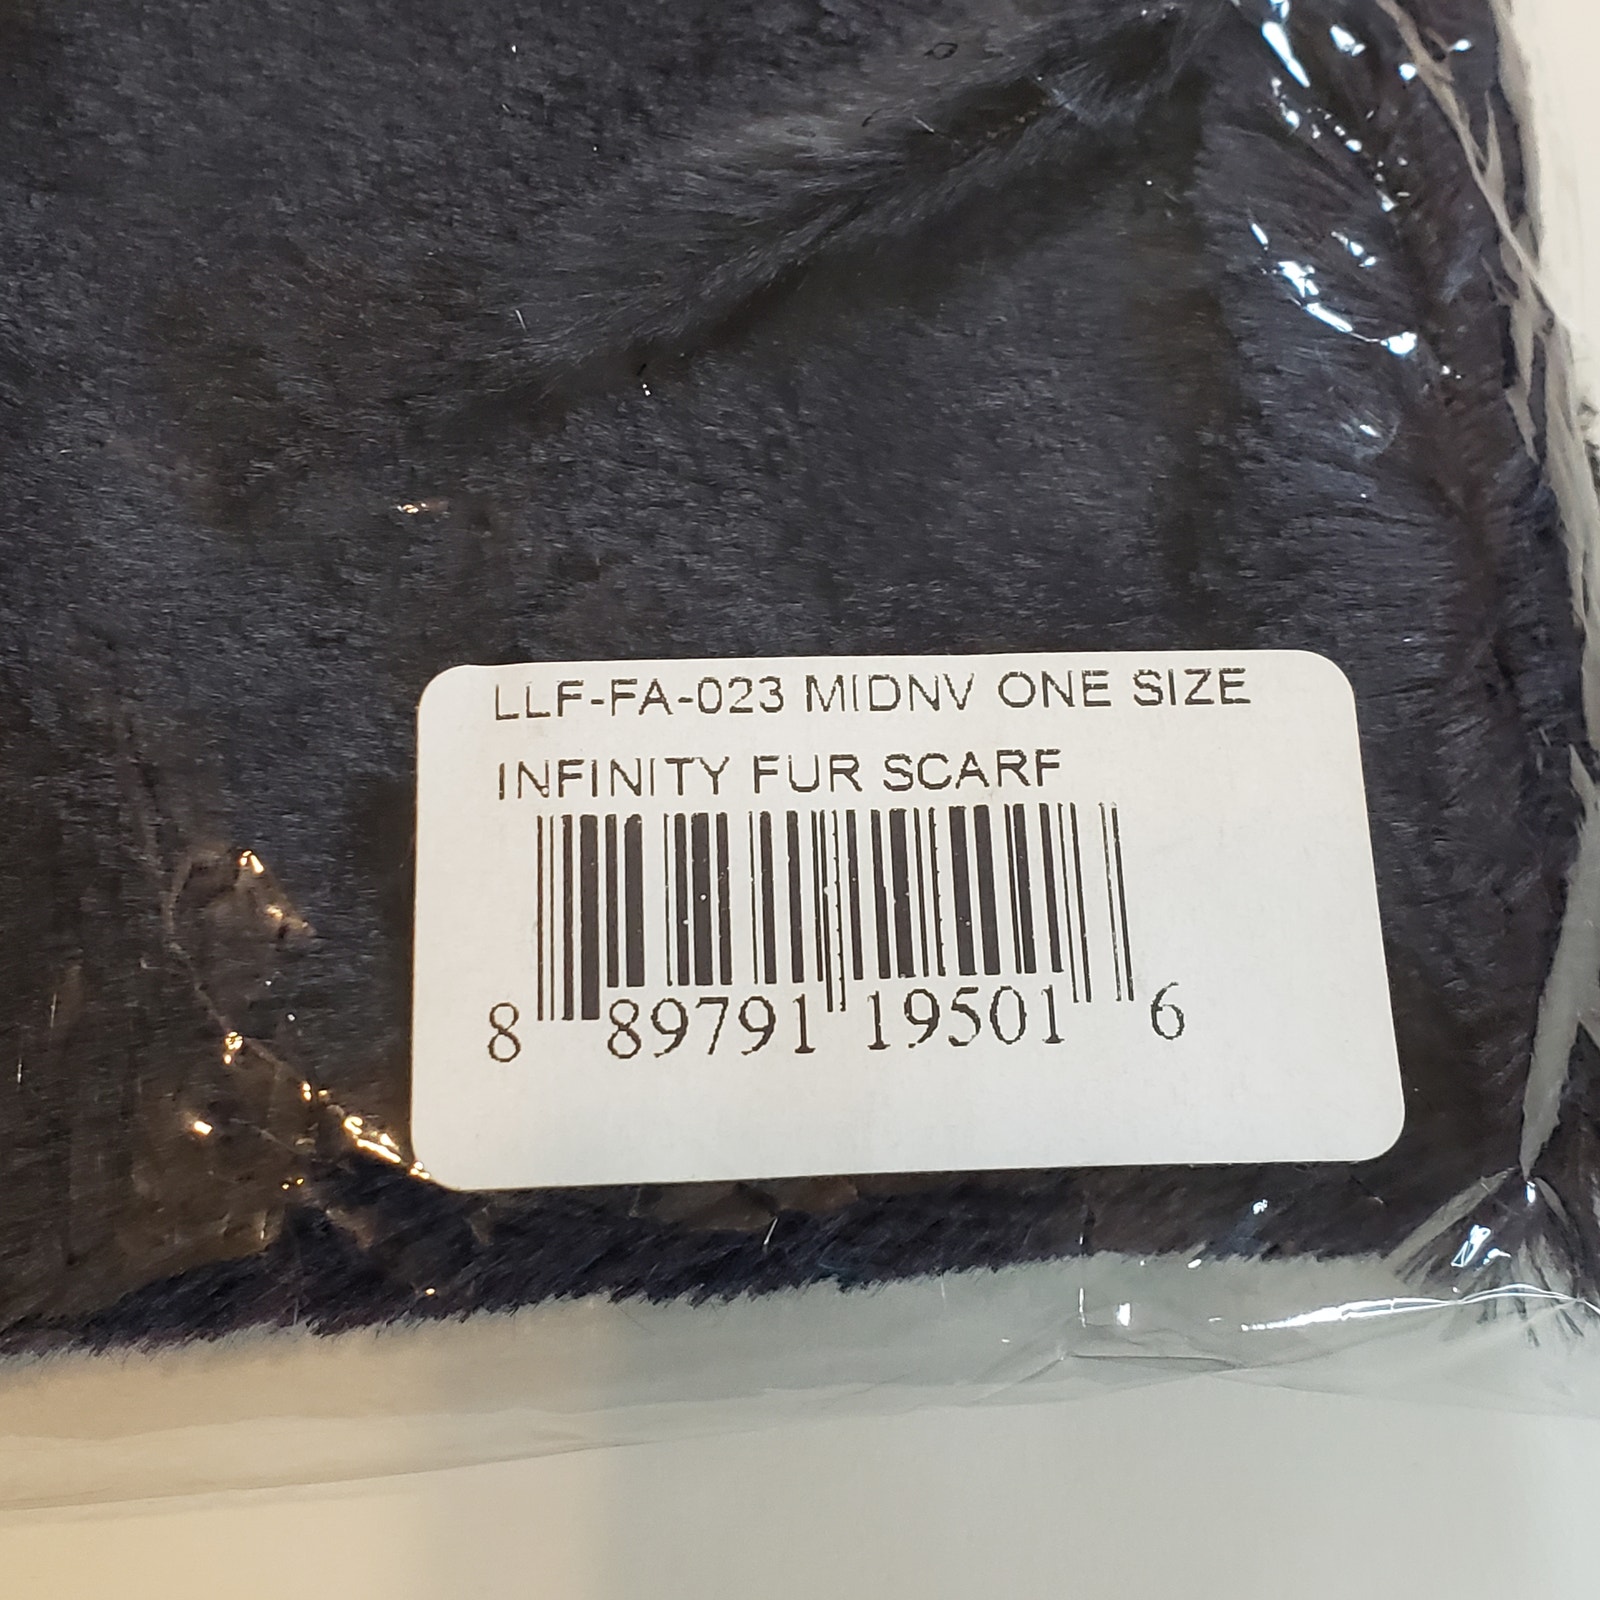 LLF-FA-023 MIDNV ONE SIZE
INFINITY FUR SCARF
8 89791 19501 6